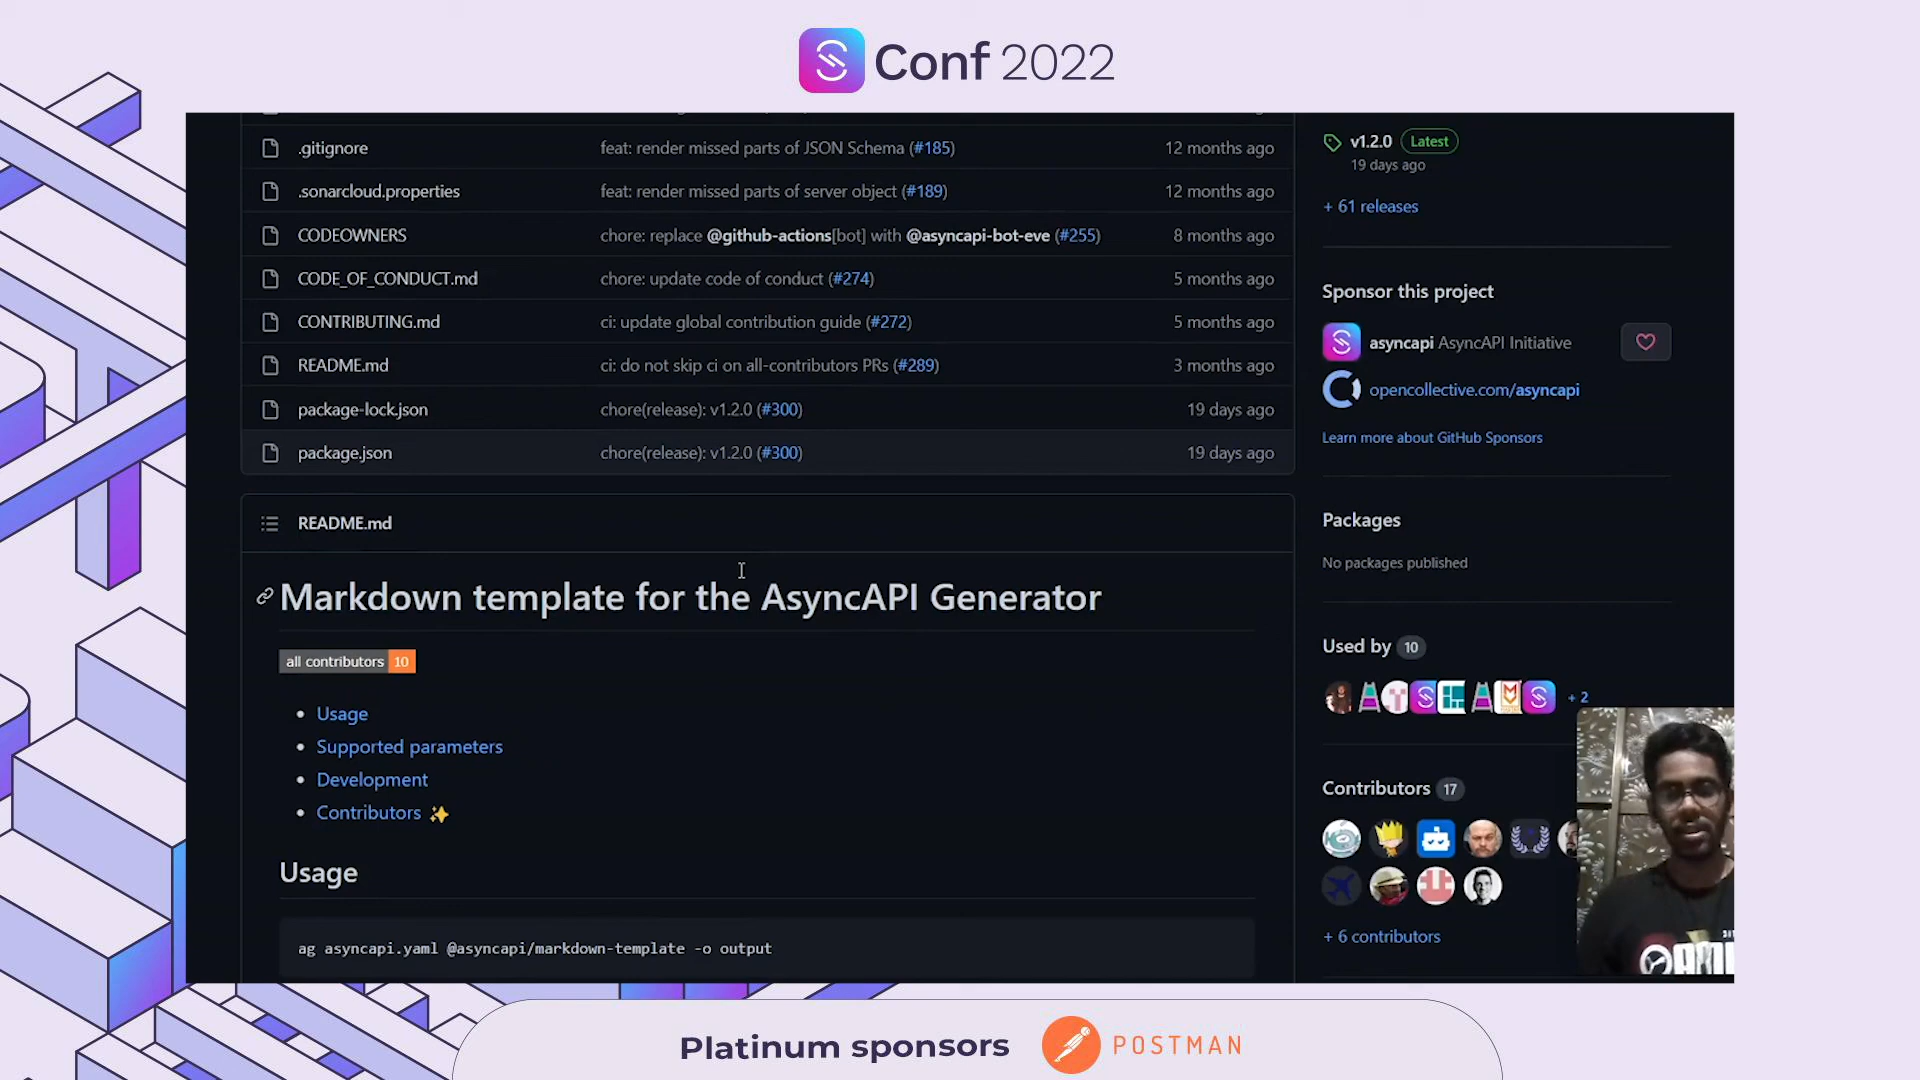 Conf 2022
.gitignore feat: render missed parts of JSON Schema (#185) 12 months ago
.sonarcloud.properties feat: render missed parts of server object (#189) 12 months ago
CODEOWNERS chore: replace @github-actions[bot] with @asyncapi-bot-eve (#255) 8 months ago
CODE_OF_CONDUCT.md chore: update code of conduct (#274) 5 months ago
CONTRIBUTING.md ci: update global contribution guide (#272) 5 months ago
README.md ci: do not skip ci on all-contributors PRs (#289) 3 months ago
package-lock.json chore(release): v1.2.0 (#300) 19 days ago
package.json chore(release): v1.2.0 (#300) 19 days ago
README.md
Markdown template for the AsyncAPI Generator
all contributors 10
Usage
Supported parameters
Development
Contributors ✨
Usage
ag asyncapi.yaml @asyncapi/markdown-template -o output
v1.2.0 Latest
19 days ago
+ 61 releases
Sponsor this project
asyncapi AsyncAPI Initiative
opencollective.com/asyncapi
Learn more about GitHub Sponsors
Packages
No packages published
Used by 10
+ 2
Contributors 17
+ 6 contributors
Platinum sponsors POSTMAN